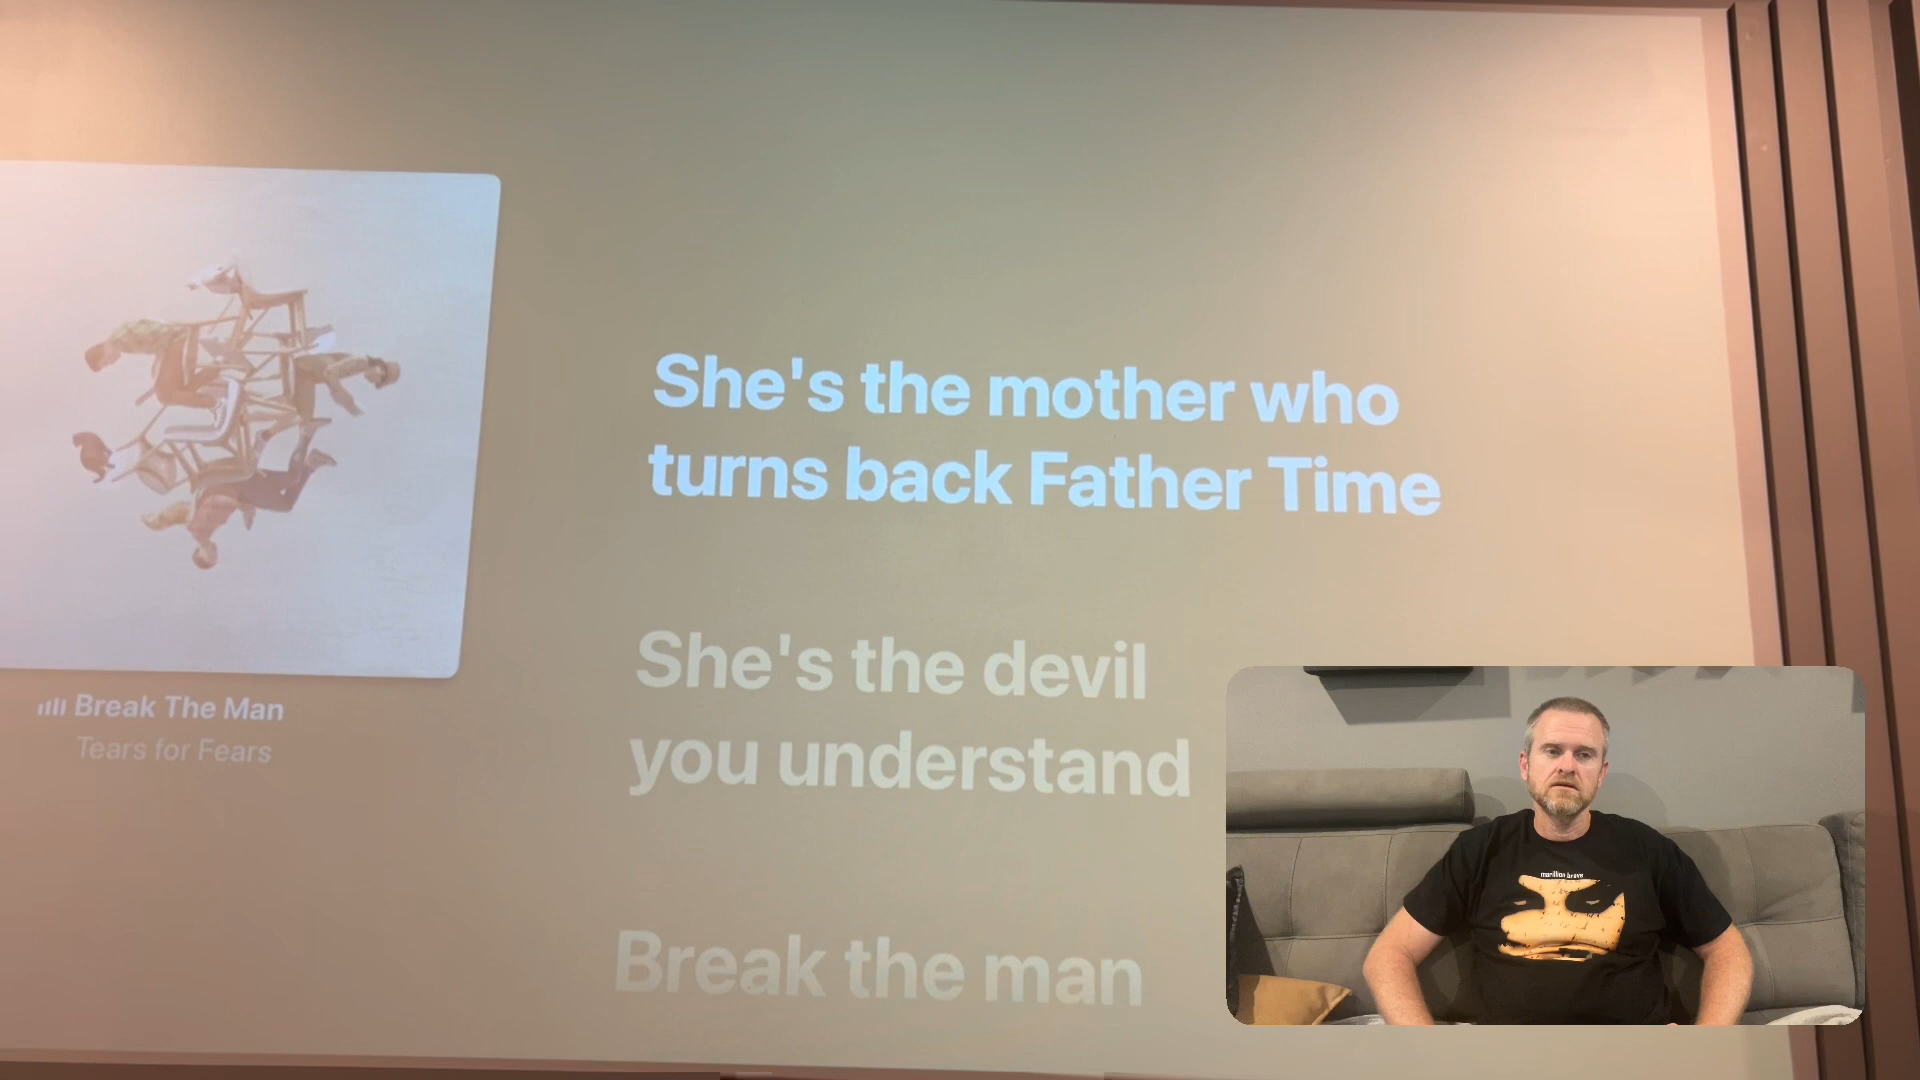 She's the mother who
turns back Father Time
She's the devil
you understand
Break the man
Break The Man
Tears for Fears
marillion brave